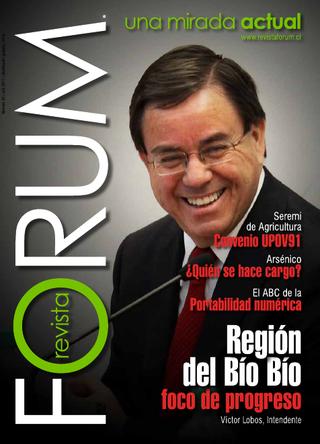 una mirada actual
www.revistaforum.cl
FORUM.
revista
Seremi
de Agricultura
Convenio UPOV91
Arsénico
¿Quién se hace cargo?
El ABC de la
Portabilidad numérica
Región
del Bío Bío
foco de progreso
Víctor Lobos, Intendente